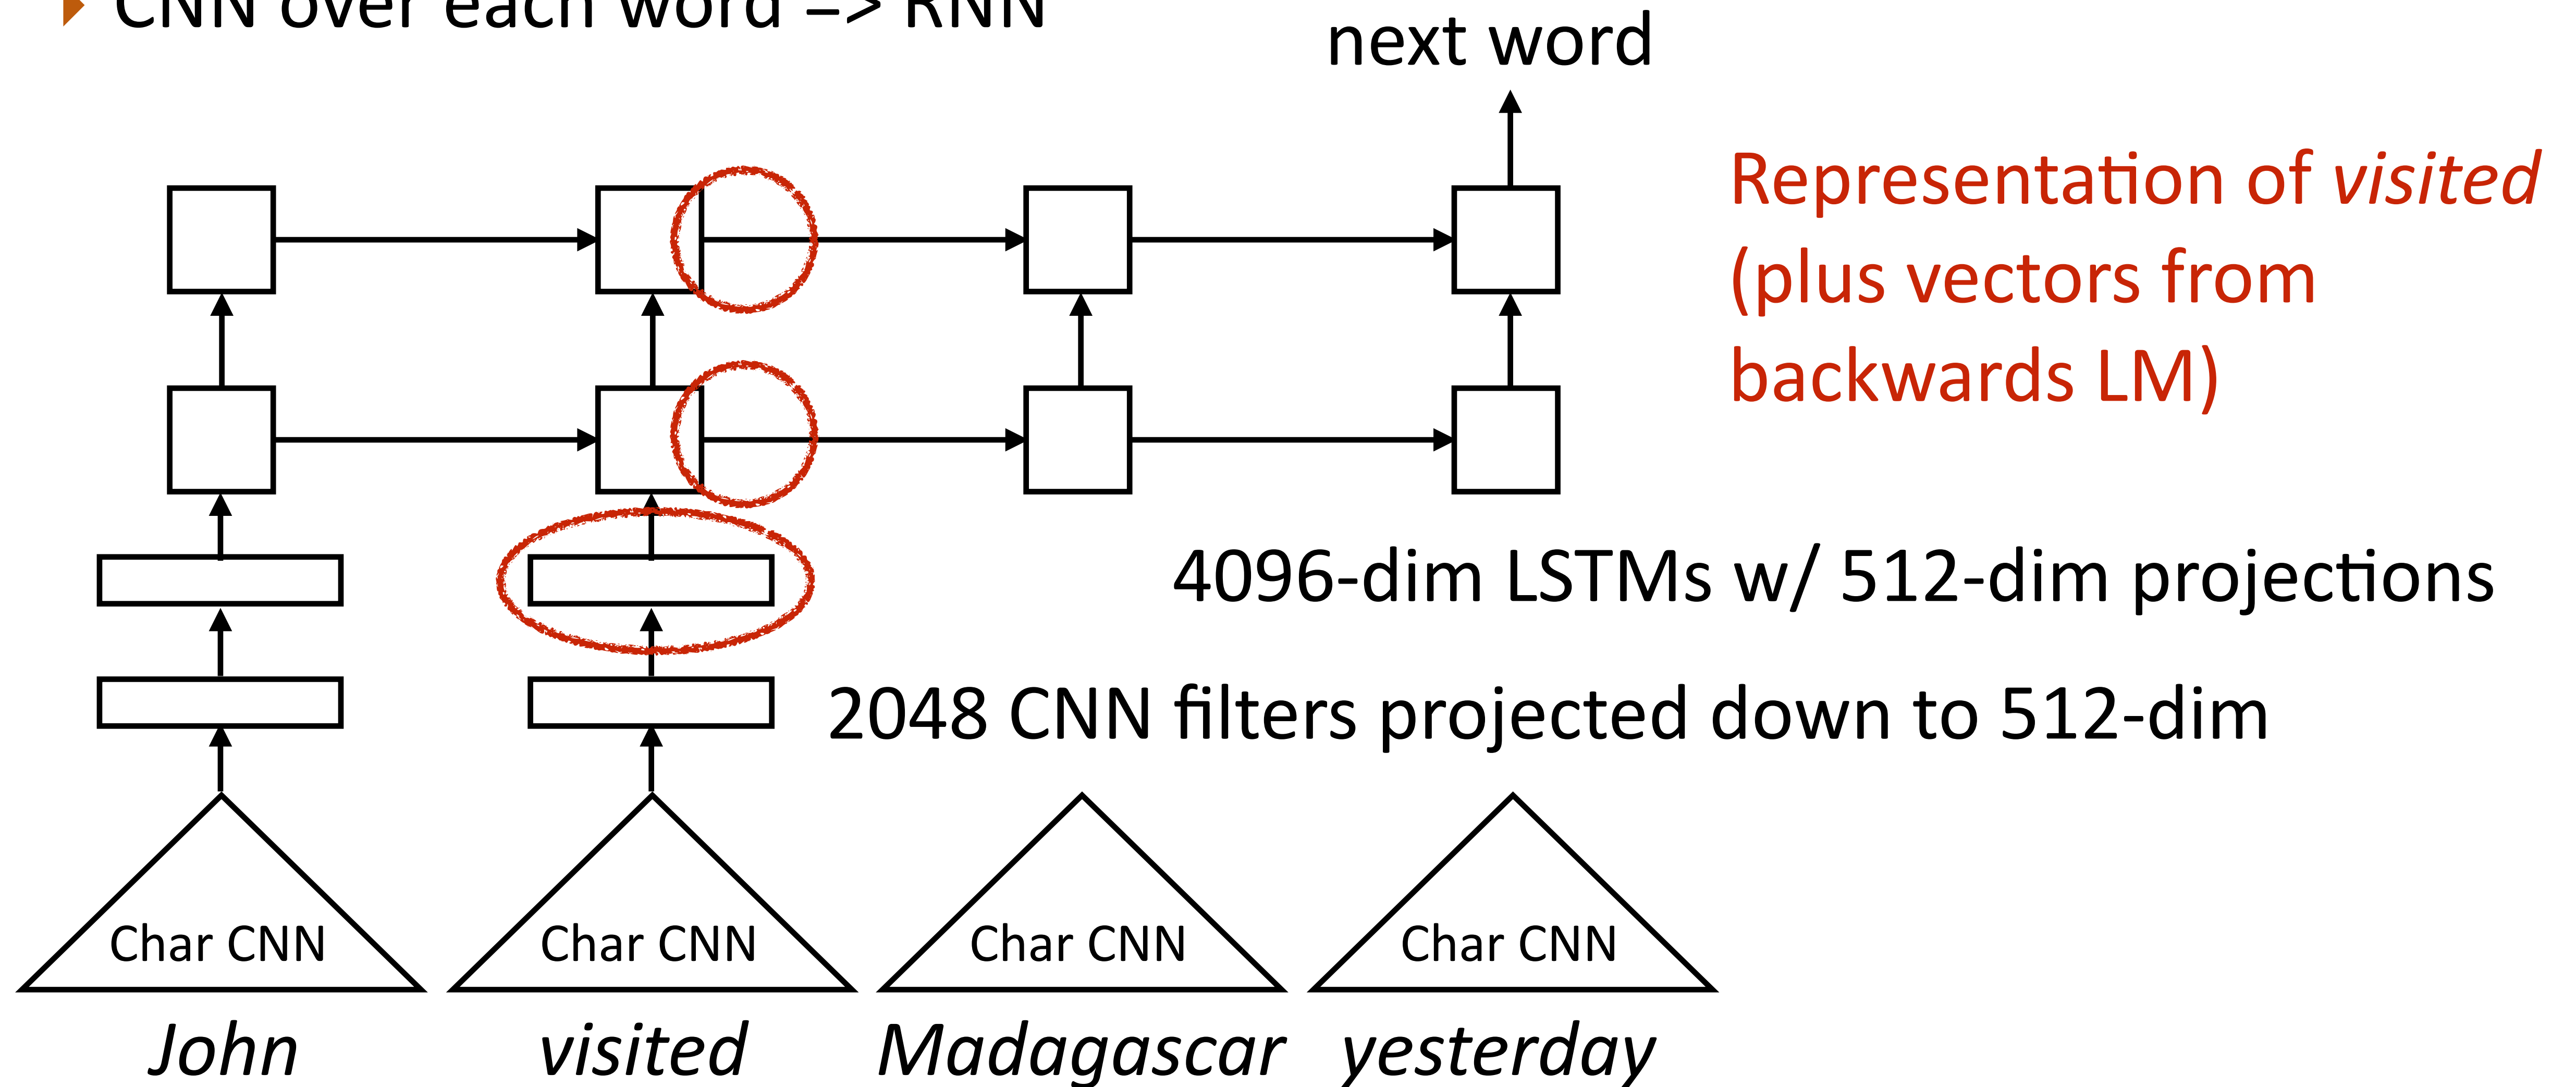 CNN over each word => RNN
next word
Representation of visited
(plus vectors from
backwards LM)
4096-dim LSTMs w/ 512-dim projections
2048 CNN filters projected down to 512-dim
Char CNN Char CNN Char CNN Char CNN
John visited Madagascar yesterday